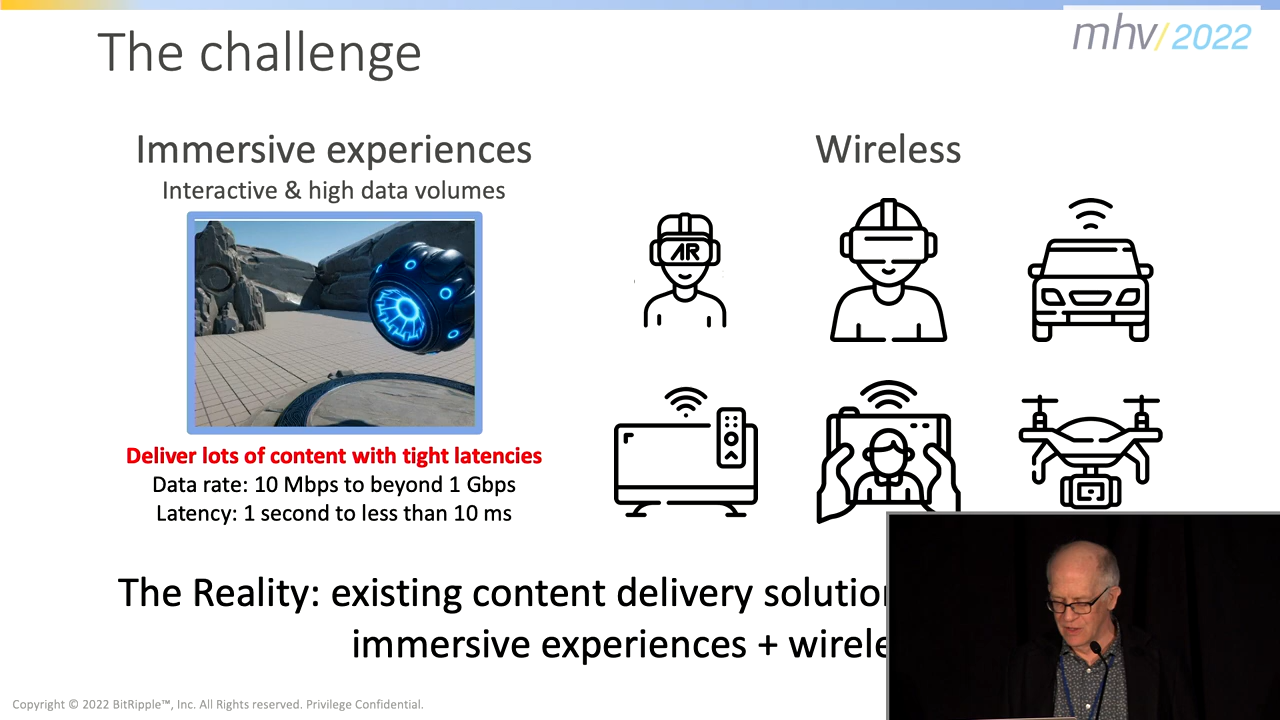 The challenge
mhv/2022
Immersive experiences
Interactive & high data volumes
Deliver lots of content with tight latencies
Data rate: 10 Mbps to beyond 1 Gbps
Latency: 1 second to less than 10 ms
Wireless
AR
The Reality: existing content delivery
immersive experiences +
Copyright © 2022 BitRipple™, Inc. All Rights reserved. Privilege Confidential.